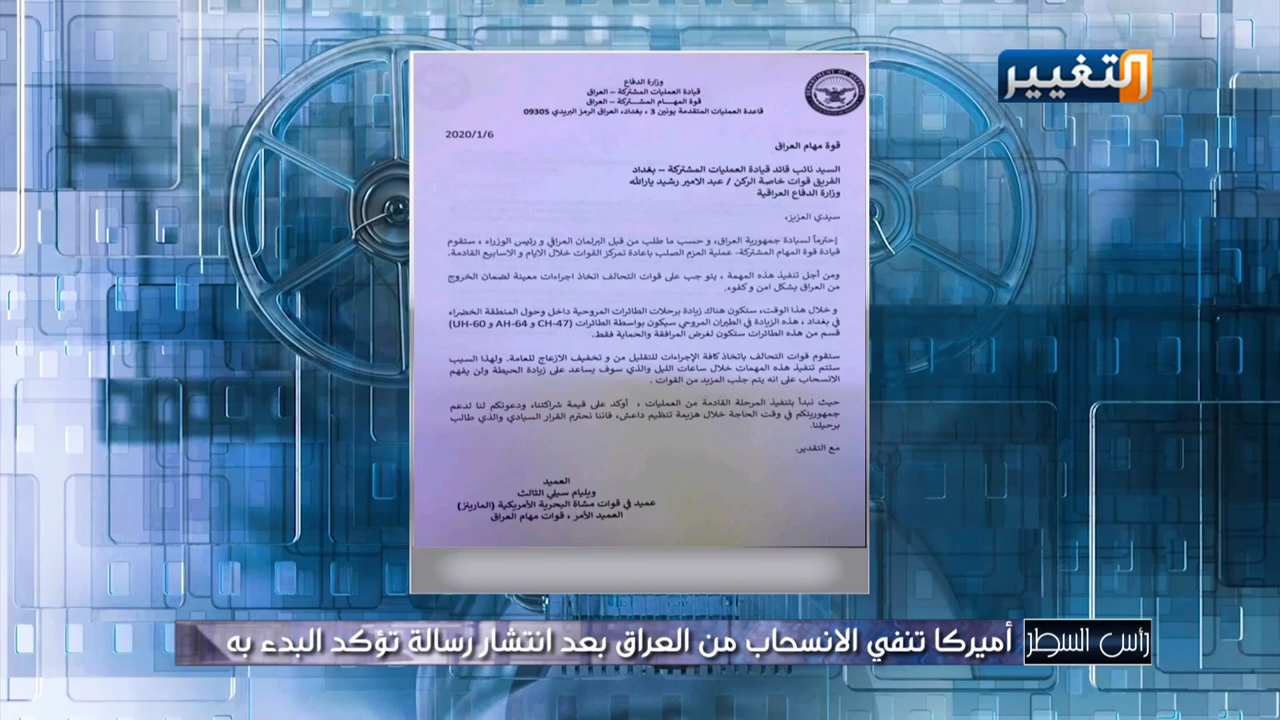 التغيير
وزارة الدفاع
قيادة العمليات المشتركة – العراق
قوة المهام المشتركة – العراق
قاعدة العمليات المتقدمة يونين 3 ، بغداد، العراق الرمز البريدي 09305
2020/1/6
قوة مهام العراق
السيد نائب قائد قيادة العمليات المشتركة – بغداد
الفريق قوات خاصة الركن / عبد الامير رشيد يارالله
وزارة الدفاع العراقية
سيدي العزيز،
إحتراماً لسيادة جمهورية العراق، و حسب ما طلب من قبل البرلمان العراقي و رئيس الوزراء ، ستقوم
قيادة قوة المهام المشتركة- عملية العزم الصلب باعادة تمركز القوات خلال الايام و الاسابيع القادمة.
ومن أجل تنفيذ هذه المهمة ، يتو جب على قوات التحالف اتخاذ اجراءات معينة لضمان الخروج
من العراق بشكل امن و كفوء.
و خلال هذا الوقت، ستكون هناك زيادة برحلات الطائرات المروحية داخل وحول المنطقة الخضراء
في بغداد ، هذه الزيادة في الطيران المروحي سيكون بواسطة الطائرات (CH-47 و AH-64 و UH-60)
قسم من هذه الطائرات ستكون لغرض المرافقة والحماية فقط.
ستقوم قوات التحالف باتخاذ كافة الإجراءات للتقليل من و تخفيف الازعاج للعامة. ولهذا السبب
ستتم تنفيذ هذه المهمات خلال ساعات الليل والذي سوف يساعد على زيادة الحيطة ولن يفهم
الانسحاب على انه يتم جلب المزيد من القوات .
حيث نبدأ بتنفيذ المرحلة القادمة من العمليات ، أوكد على قيمة شراكتنا، ودعوتكم لنا لدعم
جمهوريتكم في وقت الحاجة خلال هزيمة تنظيم داعش، فاننا نحترم القرار السيادي والذي طالب
برحيلنا.
مع التقدير.
العميد
ويليام سيلي الثالث
عميد في قوات مشاة البحرية الأمريكية (المارينز)
العميد الأمر ، قوات مهام العراق
رأس السطر
أميركا تنفي الانسحاب من العراق بعد انتشار رسالة تؤكد البدء به